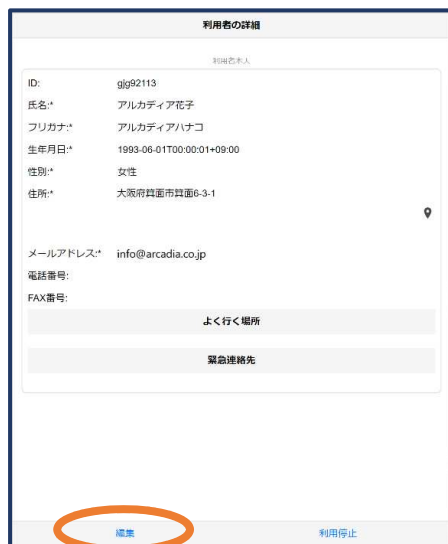 利用者の詳細
利用者本人
ID: gjg92113
氏名:* アルカディア花子
フリガナ:* アルカディアハナコ
生年月日:* 1993-06-01T00:00:01+09:00
性別:* 女性
住所:* 大阪府箕面市箕面6-3-1
メールアドレス:* info@arcadia.co.jp
電話番号:
FAX番号:
よく行く場所
緊急連絡先
編集 利用停止